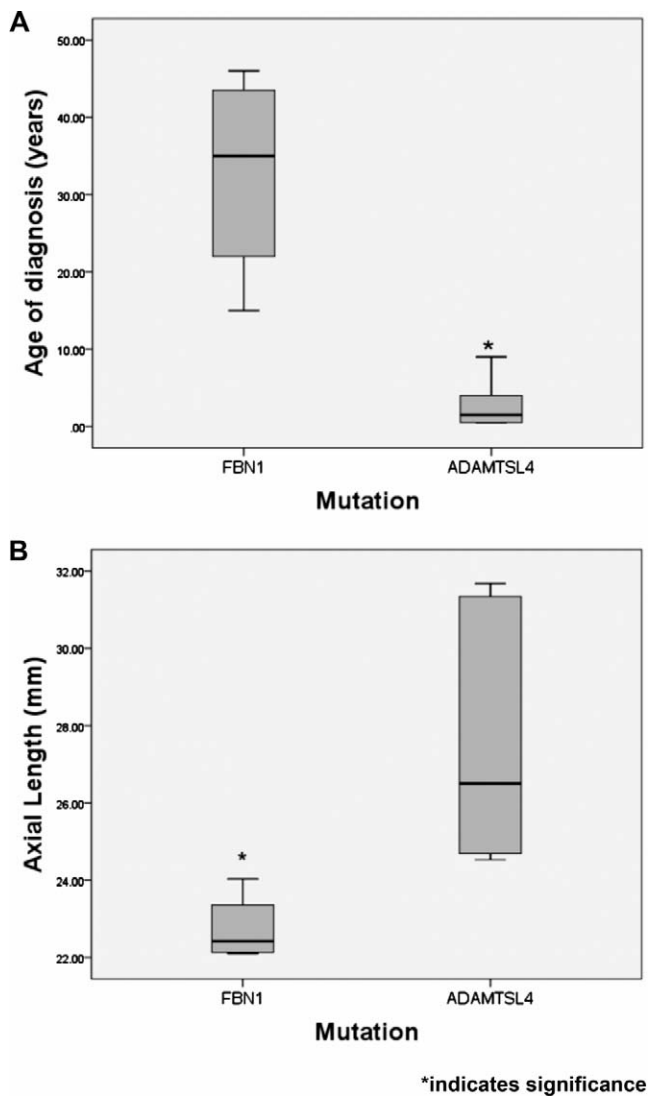 A
50.00
40.00
30.00
20.00
10.00
.00
Age of diagnosis (years)
*
FBN1 ADAMTSL4
Mutation
B
32.00
30.00
28.00
26.00
24.00
22.00
Axial Length (mm)
*
FBN1 ADAMTSL4
Mutation
*indicates significance